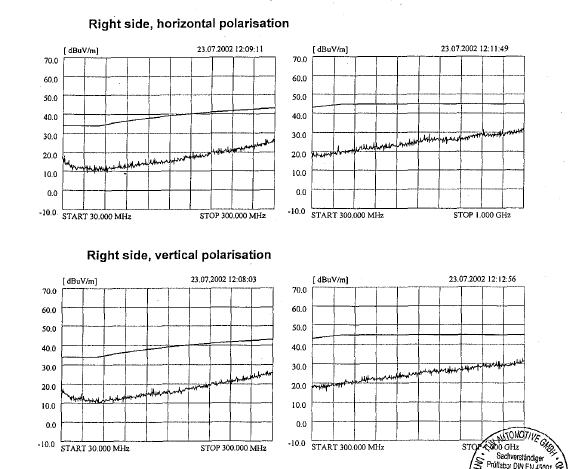 Right side, horizontal polarisation
[ dBuV/m] 23.07.2002 12:09:11
70.0
60.0
50.0
40.0
30.0
20.0
10.0
0.0
-10.0
START 30.000 MHz STOP 300.000 MHz
[ dBuV/m] 23.07.2002 12:11:49
70.0
60.0
50.0
40.0
30.0
20.0
10.0
0.0
-10.0
START 300.000 MHz STOP 1.000 GHz
Right side, vertical polarisation
[ dBuV/m] 23.07.2002 12:08:03
70.0
60.0
50.0
40.0
30.0
20.0
10.0
0.0
-10.0
START 30.000 MHz STOP 300.000 MHz
[ dBuV/m] 23.07.2002 12:12:56
70.0
60.0
50.0
40.0
30.0
20.0
10.0
0.0
-10.0
START 300.000 MHz STOP 000 GHz
AUTOMOTIVE GMBH
Sachverständiger
Prüflabor DIN EN